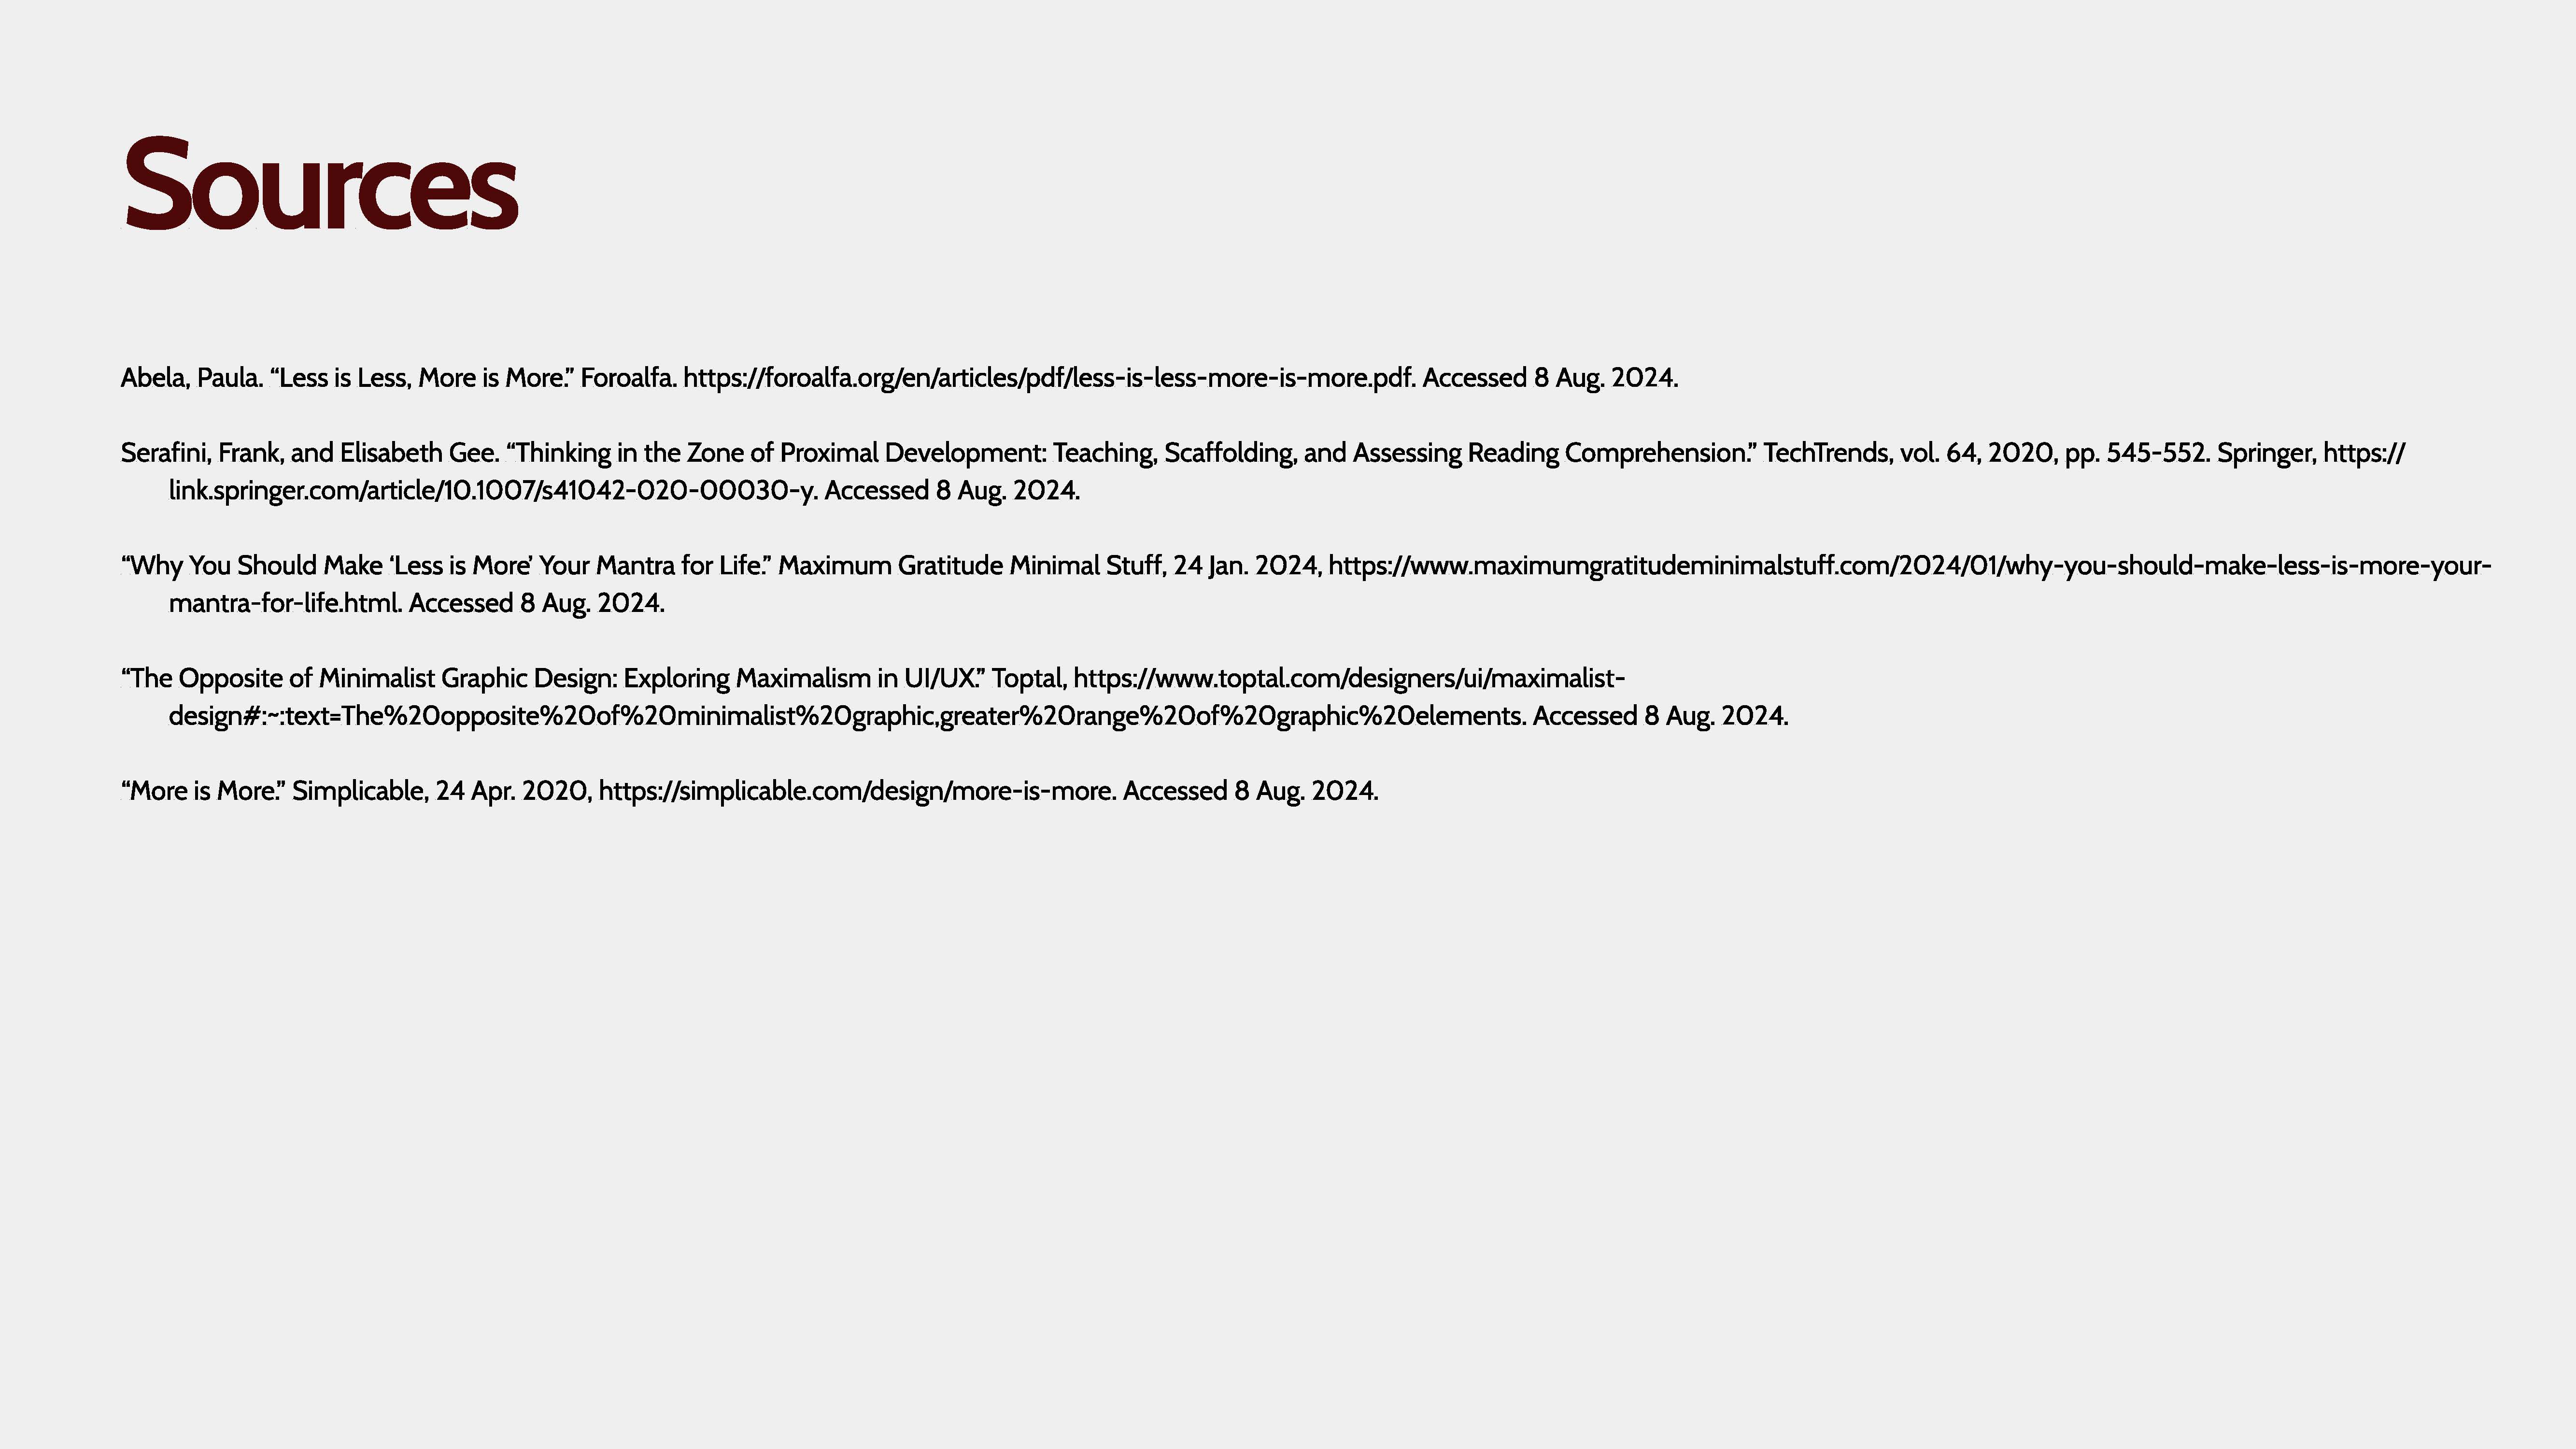 Sources
Abela, Paula. “Less is Less, More is More.” Foroalfa. https://foroalfa.org/en/articles/pdf/less-is-less-more-is-more.pdf. Accessed 8 Aug. 2024.
Serafini, Frank, and Elisabeth Gee. “Thinking in the Zone of Proximal Development: Teaching, Scaffolding, and Assessing Reading Comprehension.” TechTrends, vol. 64, 2020, pp. 545-552. Springer, https://
link.springer.com/article/10.1007/s41042-020-00030-y. Accessed 8 Aug. 2024.
“Why You Should Make ‘Less is More’ Your Mantra for Life.” Maximum Gratitude Minimal Stuff, 24 Jan. 2024, https://www.maximumgratitudeminimalstuff.com/2024/01/why-you-should-make-less-is-more-your-
mantra-for-life.html. Accessed 8 Aug. 2024.
“The Opposite of Minimalist Graphic Design: Exploring Maximalism in UI/UX.” Toptal, https://www.toptal.com/designers/ui/maximalist-
design#:~:text=The%20opposite%20of%20minimalist%20graphic,greater%20range%20of%20graphic%20elements. Accessed 8 Aug. 2024.
“More is More.” Simplicable, 24 Apr. 2020, https://simplicable.com/design/more-is-more. Accessed 8 Aug. 2024.